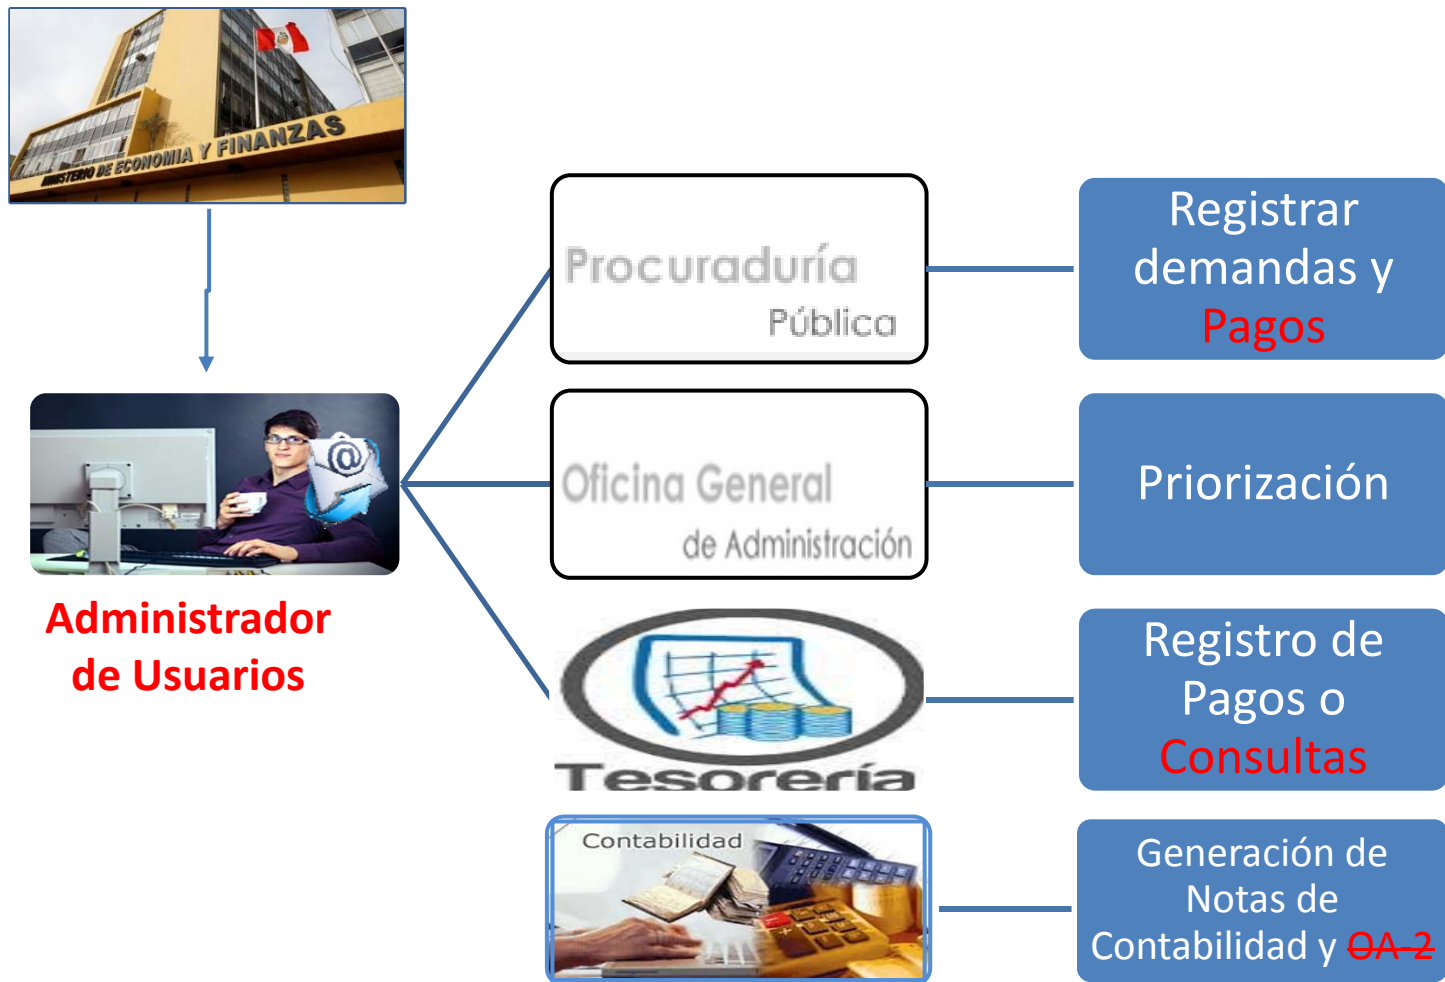 MINISTERIO DE ECONOMIA Y FINANZAS
Administrador
de Usuarios
Procuraduría
Pública
Registrar
demandas y
Pagos
Oficina General
de Administración
Priorización
@
Tesorería
Registro de
Pagos o
Consultas
Contabilidad
Generación de
Notas de
Contabilidad y OA-2